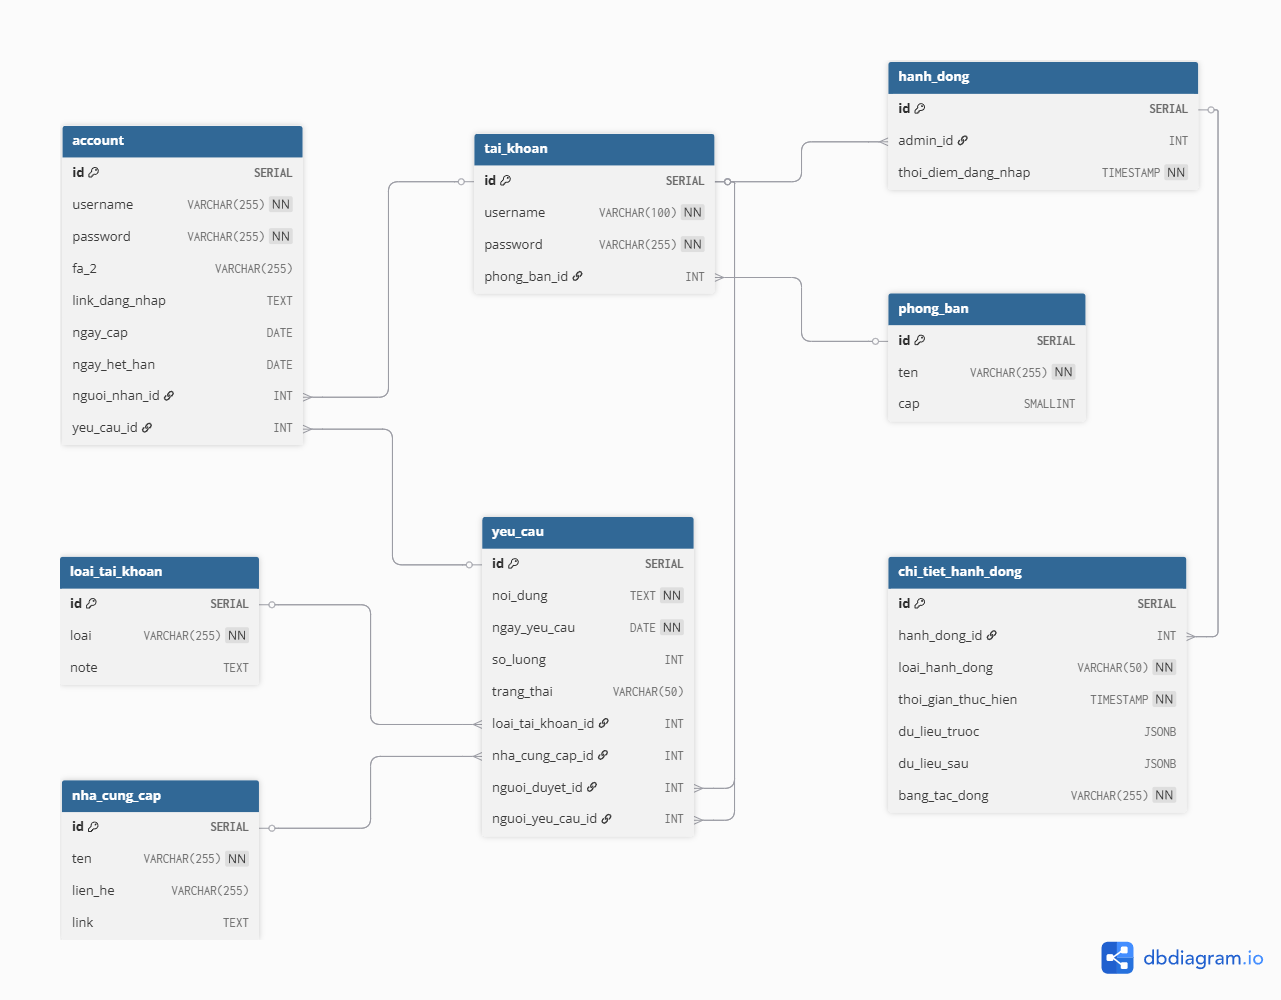 account
id SERIAL
username VARCHAR(255) NN
password VARCHAR(255) NN
fa_2 VARCHAR(255)
link_dang_nhap TEXT
ngay_cap DATE
ngay_het_han DATE
nguoi_nhan_id INT
yeu_cau_id INT
tai_khoan
id SERIAL
username VARCHAR(100) NN
password VARCHAR(255) NN
phong_ban_id INT
hanh_dong
id SERIAL
admin_id INT
thoi_diem_dang_nhap TIMESTAMP NN
phong_ban
id SERIAL
ten VARCHAR(255) NN
cap SMALLINT
loai_tai_khoan
id SERIAL
loai VARCHAR(255) NN
note TEXT
yeu_cau
id SERIAL
noi_dung TEXT NN
ngay_yeu_cau DATE NN
so_luong INT
trang_thai VARCHAR(50)
loai_tai_khoan_id INT
nha_cung_cap_id INT
nguoi_duyet_id INT
nguoi_yeu_cau_id INT
chi_tiet_hanh_dong
id SERIAL
hanh_dong_id INT
loai_hanh_dong VARCHAR(50) NN
thoi_gian_thuc_hien TIMESTAMP NN
du_lieu_truoc JSONB
du_lieu_sau JSONB
bang_tac_dong VARCHAR(255) NN
nha_cung_cap
id SERIAL
ten VARCHAR(255) NN
lien_he VARCHAR(255)
link TEXT
dbdiagram.io